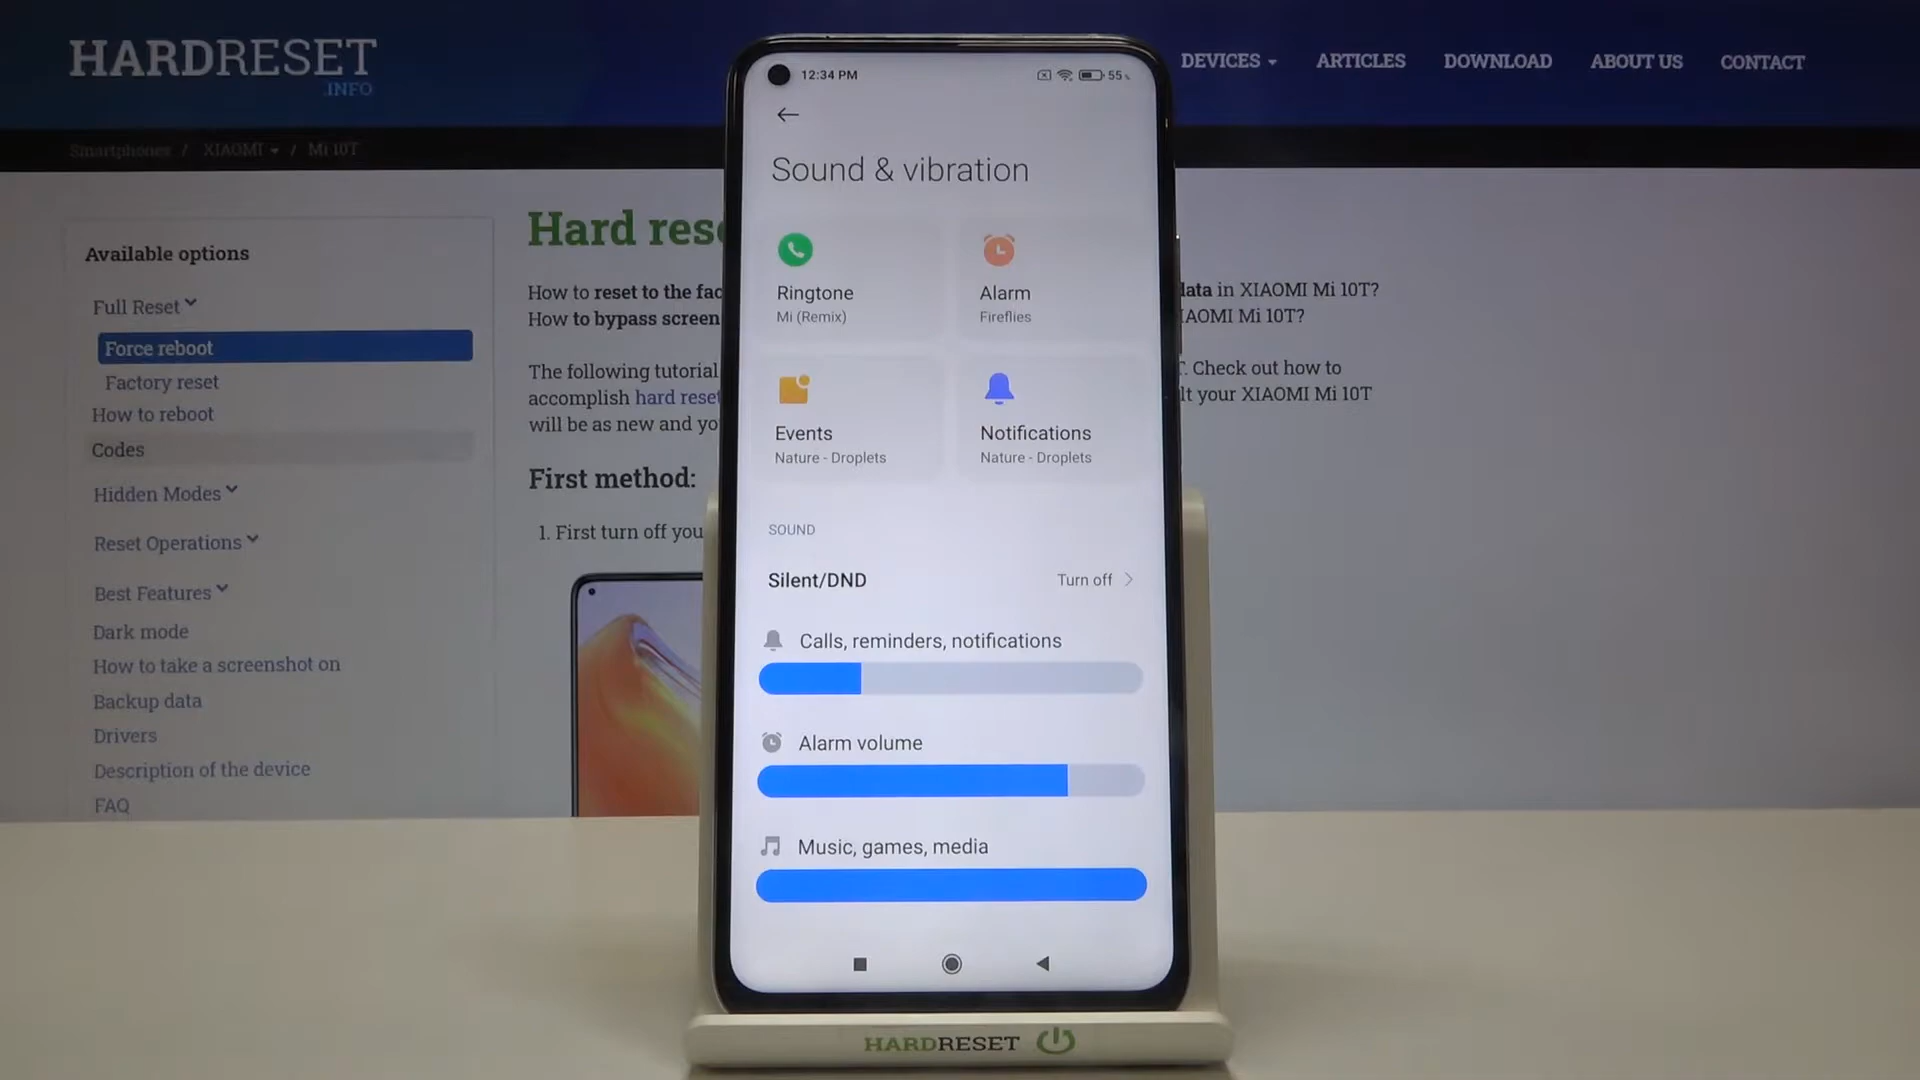 HARDRESET
.INFO
DEVICES
ARTICLES
DOWNLOAD
ABOUT US
CONTACT
Smartphones / XIAOMI / Mi 10T
Available options
Full Reset
Force reboot
Factory reset
How to reboot
Codes
Hidden Modes
Reset Operations
Best Features
Dark mode
How to take a screenshot on
Backup data
Drivers
Description of the device
FAQ
Hard res
How to reset to the fac
data in XIAOMI Mi 10T?
How to bypass screen
IAOMI Mi 10T?
The following tutorial
T. Check out how to
accomplish hard reset
lt your XIAOMI Mi 10T
will be as new and yo
First method:
1. First turn off you
12:34 PM
55%
Sound & vibration
Ringtone
Mi (Remix)
Alarm
Fireflies
Events
Nature - Droplets
Notifications
Nature - Droplets
SOUND
Silent/DND
Turn off
Calls, reminders, notifications
Alarm volume
Music, games, media
HARDRESET